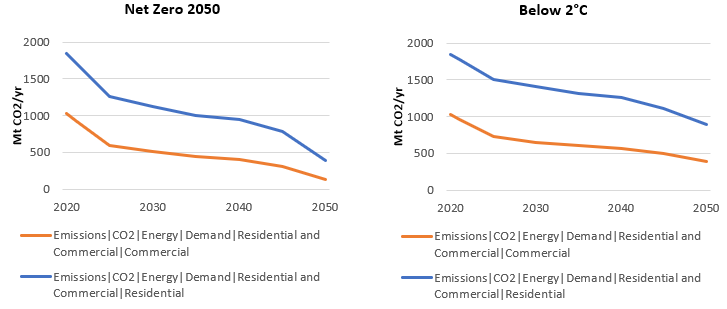 Net Zero 2050
Mt CO2/yr
2000
1500
1000
500
0
2020
2030
2040
2050
Emissions|CO2|Energy|Demand|Residential and
Commercial|Commercial
Emissions|CO2|Energy|Demand|Residential and
Commercial|Residential
Below 2°C
Mt CO2/yr
2000
1500
1000
500
0
2020
2030
2040
2050
Emissions|CO2|Energy|Demand|Residential and
Commercial|Commercial
Emissions|CO2|Energy|Demand|Residential and
Commercial|Residential